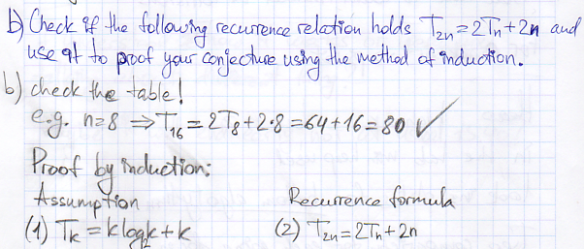 b) Check if the following recurrence relation holds T₂ₙ=2Tₙ+2n and
use it to proof your conjecture using the method of induction.
b) check the table!
e.g. n=8 ⇒ T₁₆ = 2T₈+2·8 = 64+16 = 80 ✓
Proof by induction:
Assumption Recurrence formula
(1) Tₖ = k log₂k + k (2) T₂ₙ=2Tₙ+2n